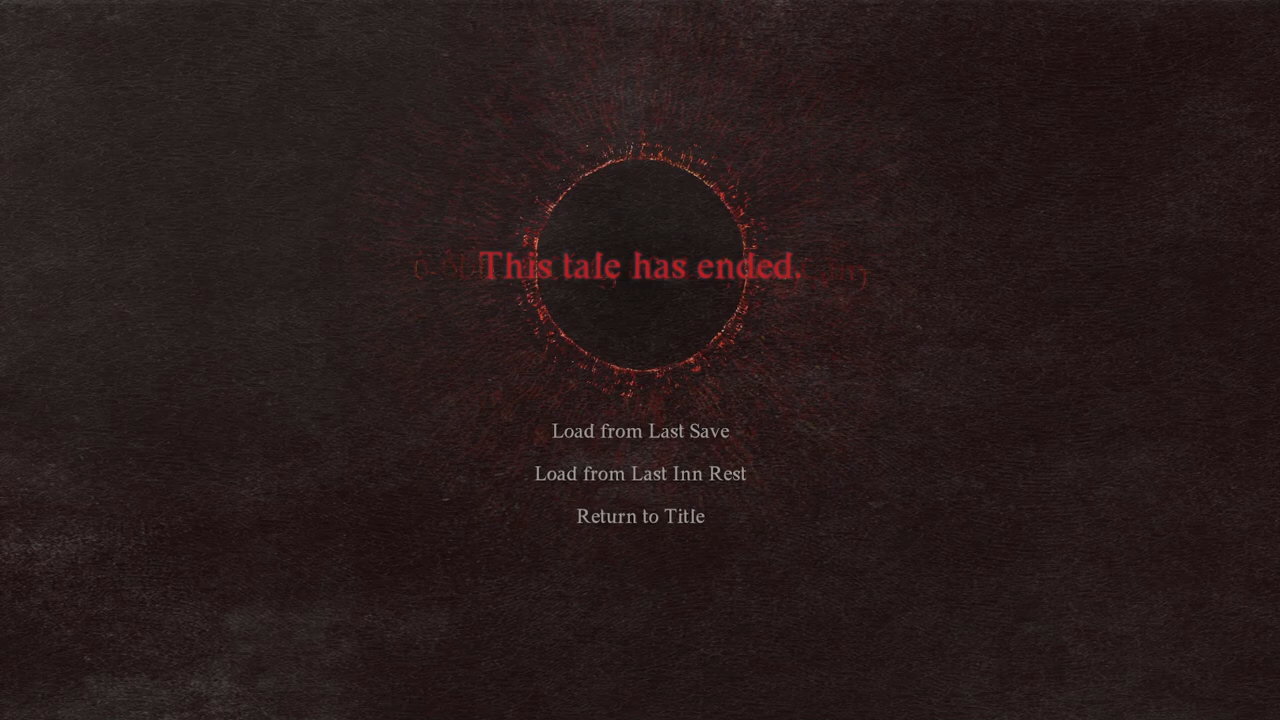 This tale has ended.
Load from Last Save
Load from Last Inn Rest
Return to Title